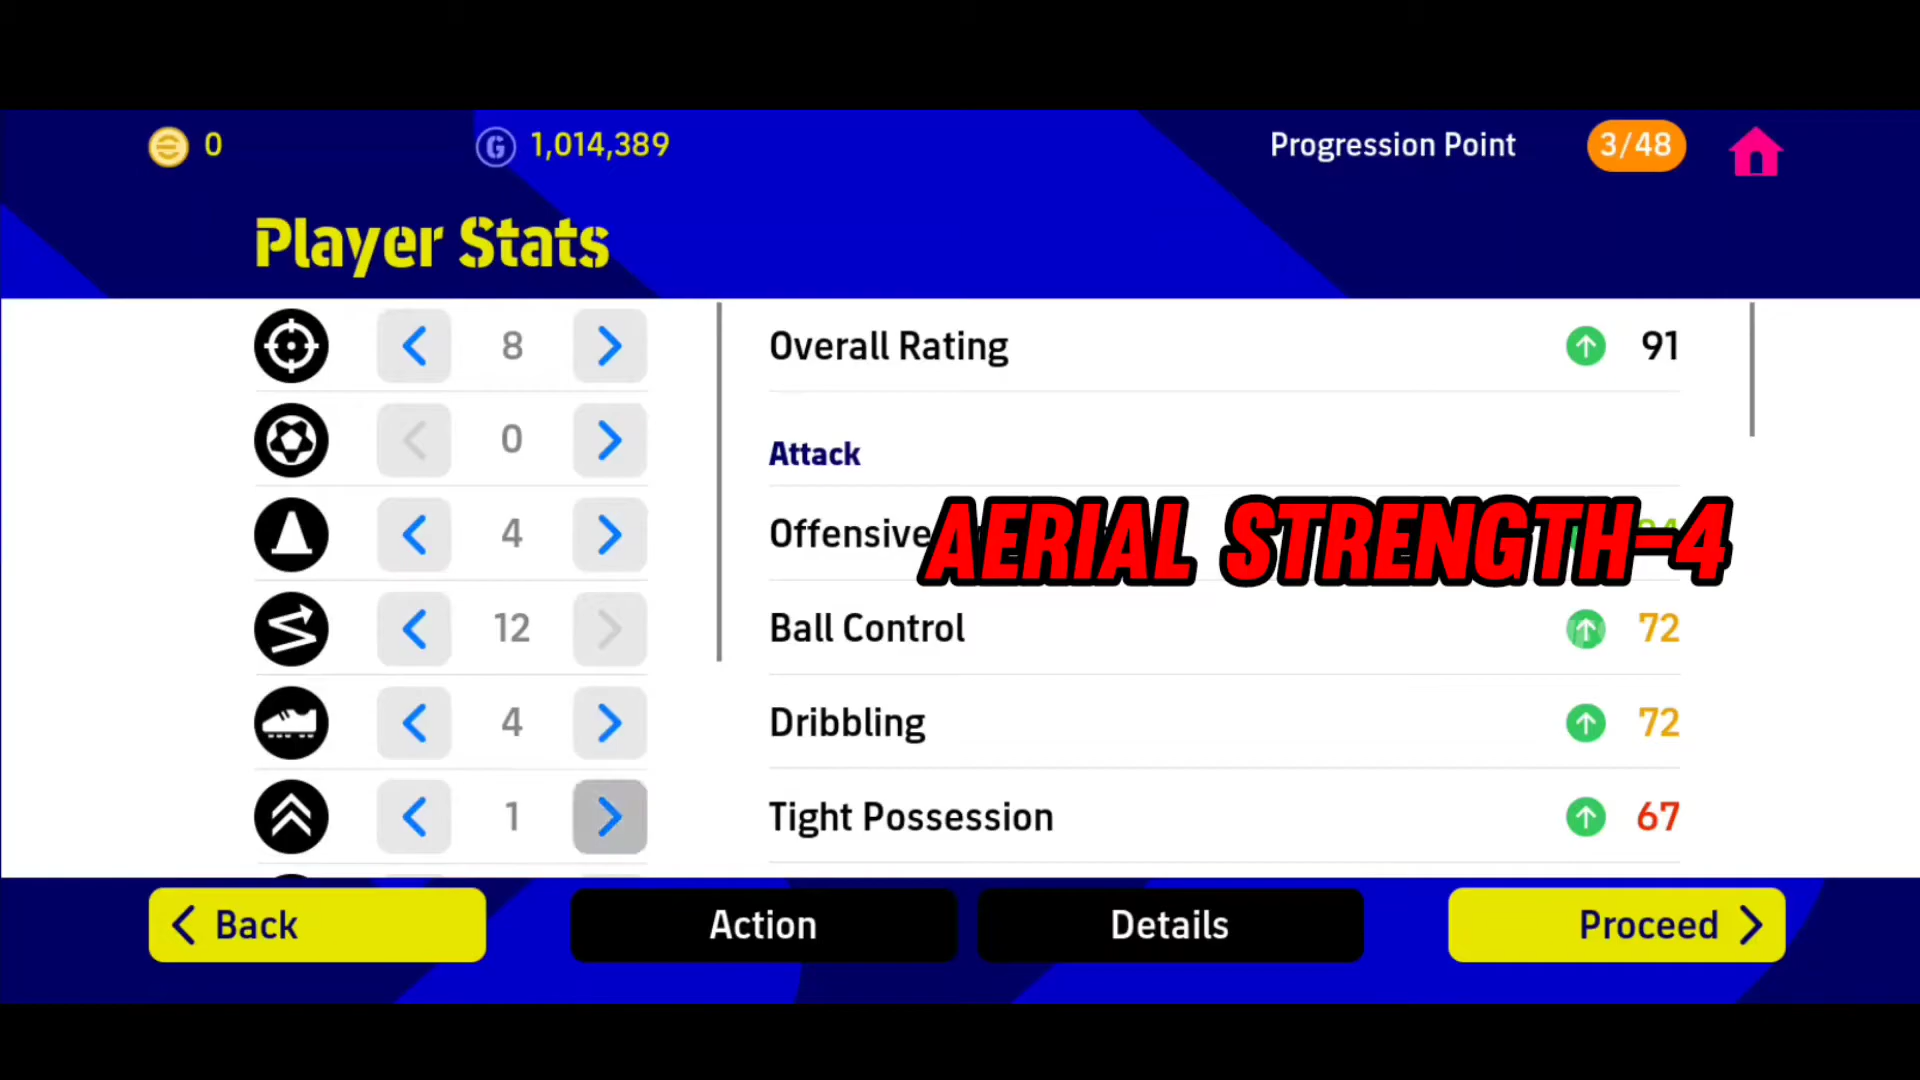 0
1,014,389
Progression Point
3/48
Player Stats
8
Overall Rating
91
0
Attack
4
Offensive
AERIAL STRENGTH-4
12
Ball Control
72
4
Dribbling
72
1
Tight Possession
67
Back
Action
Details
Proceed